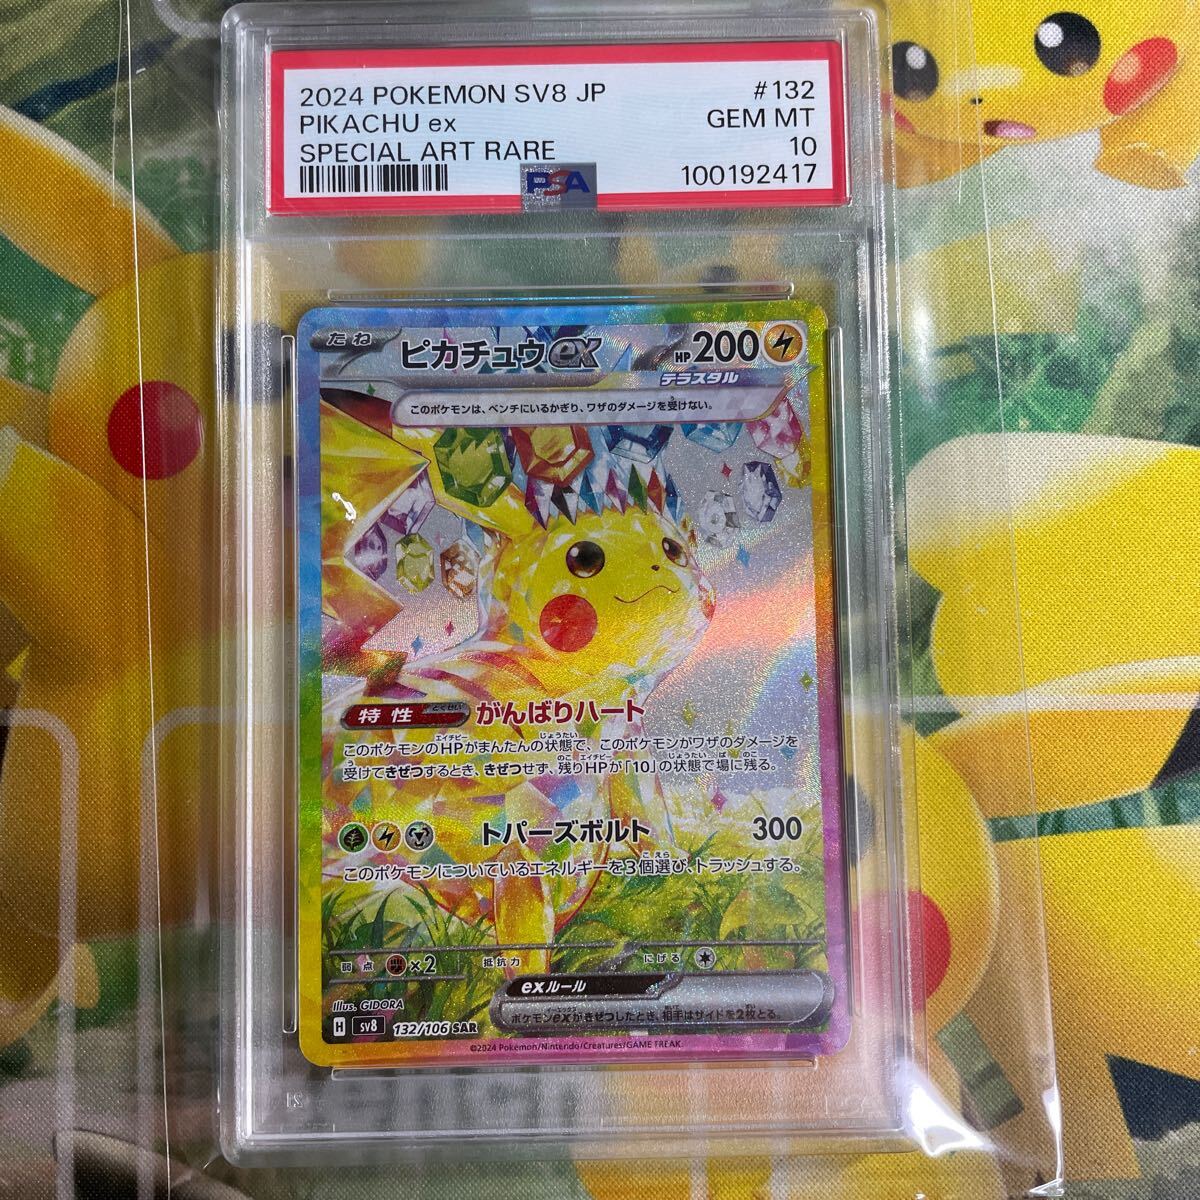 2024 POKEMON SV8 JP #132
PIKACHU ex GEM MT
SPECIAL ART RARE 10
PSA 100192417
たね ピカチュウex HP200
テラスタル
このポケモンは、ベンチにいるかぎり、ワザのダメージを受けない。
特性 とくせい がんばりハート
このポケモンのHPがまんたんの状態で、このポケモンがワザのダメージを
受けてきぜつするとき、きぜつせず、残りHPが「10」の状態で場に残る。
トパーズボルト 300
このポケモンについているエネルギーを3個選び、トラッシュする。
弱点 ×2 抵抗力 にげる
exルール
ポケモンexがきぜつしたとき、相手はサイドを2枚とる。
Illus. GIDORA
H sv8 132/106 SAR
©2024 Pokémon/Nintendo/Creatures/GAME FREAK.